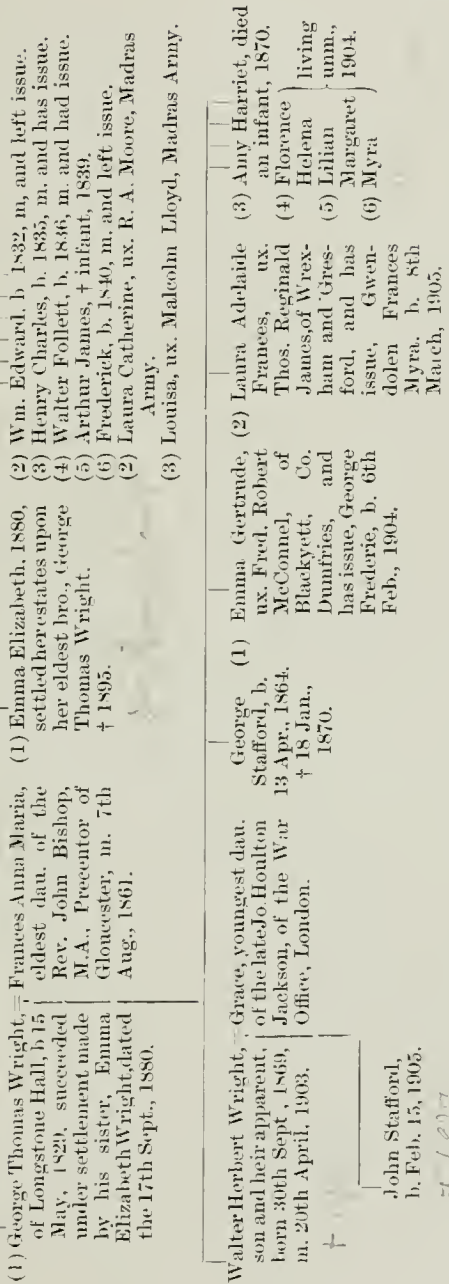 (1) George Thomas Wright,
of Longstone Hall, b 15
May, 1829, succeeded
under settlement made
by his sister, Emma
Elizabeth Wright, dated
the 17th Sept., 1880.
= Frances Anna Maria,
eldest dau. of the
Rev. John Bishop,
M.A., Precentor of
Gloucester, m. 7th
Aug., 1861.
(1) Emma Elizabeth, 1880,
settled her estates upon
her eldest bro., George
Thomas Wright.
† 1895.
(2) Wm. Edward, b 1832, m, and left issue.
(3) Henry Charles, b. 1835, m. and has issue.
(4) Walter Follett, b. 1836, m. and had issue.
(5) Arthur James, † infant, 1839.
(6) Frederick, b. 1840, m. and left issue.
(2) Laura Catherine, ux. R. A. Moore, Madras
Army.
(3) Louisa, ux. Malcolm Lloyd, Madras Army.
Walter Herbert Wright,
son and heir apparent,
born 30th Sept, 1869,
m. 20th April, 1903.
= Grace, youngest dau.
of the late Jo. Houlton
Jackson, of the War
Office, London.
George
Stafford, b.
13 Apr., 1864.
† 18 Jan.,
1870.
(1) Emma Gertrude,
ux. Fred. Robert
McConnel, of
Blackyett, Co.
Dunfries, and
has issue, George
Frederic, b. 6th
Feb., 1904.
(2) Laura Adelaide
Frances, ux.
Thos. Reginald
James, of Wrex-
ham and Gres-
ford, and has
issue, Gwen-
dolen Frances
Myra. b. 8th
March, 1905.
(3) Amy Harriet, died
an infant, 1870.
(4) Florence
Helena
(5) Lilian
Margaret
(6) Myra
living
unm.,
1904.
John Stafford,
b. Feb. 15, 1905.
†